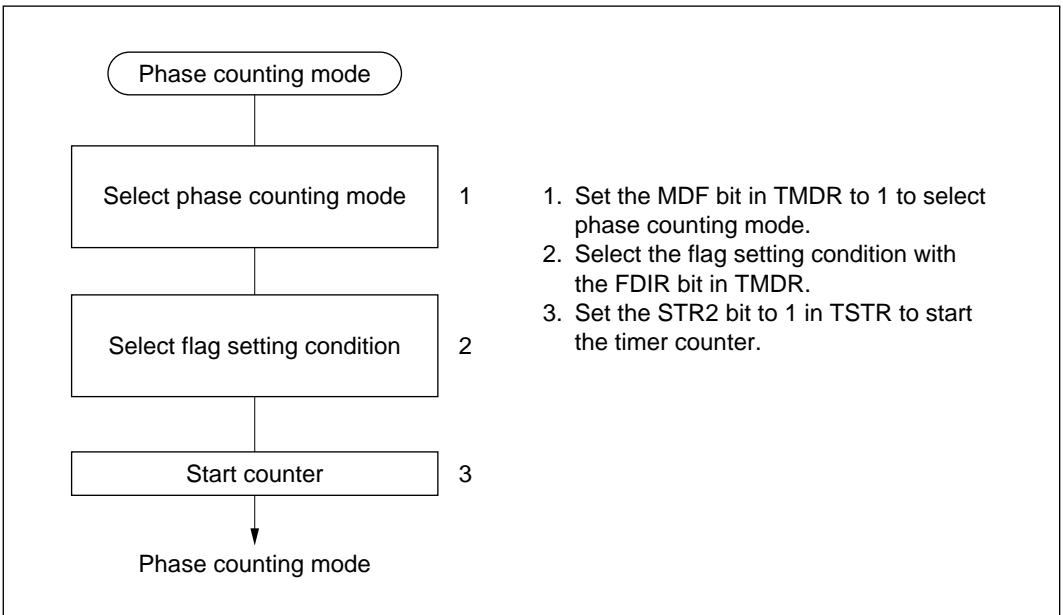 Phase counting mode
Select phase counting mode 1
Select flag setting condition 2
Start counter 3
Phase counting mode
1. Set the MDF bit in TMDR to 1 to select
phase counting mode.
2. Select the flag setting condition with
the FDIR bit in TMDR.
3. Set the STR2 bit to 1 in TSTR to start
the timer counter.